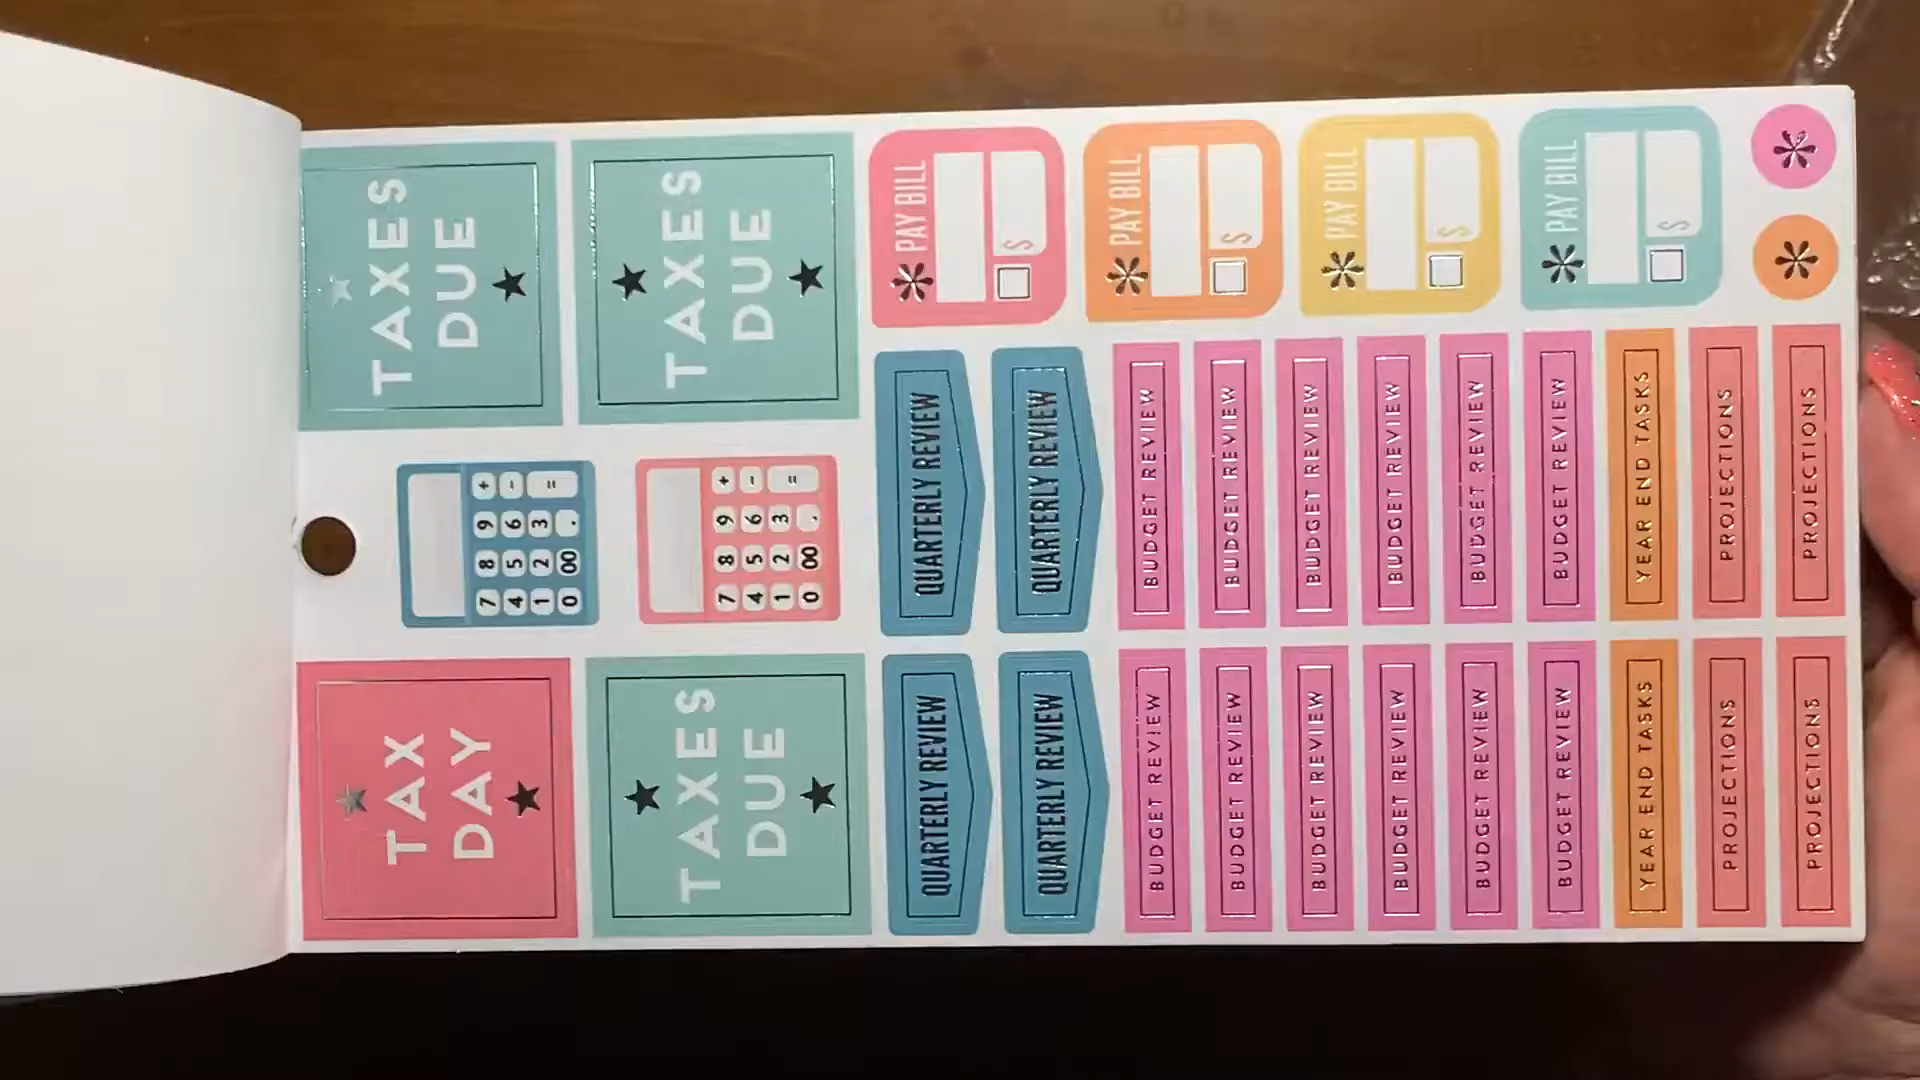 TAXES
DUE
TAXES
DUE
TAX
DAY
TAXES
DUE
7 8 9 +
4 5 6 -
1 2 3 =
0 00 .
7 8 9 +
4 5 6 -
1 2 3 =
0 00 .
* PAY BILL
$
* PAY BILL
$
* PAY BILL
$
* PAY BILL
$
*
*
QUARTERLY REVIEW
QUARTERLY REVIEW
QUARTERLY REVIEW
QUARTERLY REVIEW
BUDGET REVIEW
BUDGET REVIEW
BUDGET REVIEW
BUDGET REVIEW
BUDGET REVIEW
BUDGET REVIEW
YEAR END TASKS
PROJECTIONS
PROJECTIONS
BUDGET REVIEW
BUDGET REVIEW
BUDGET REVIEW
BUDGET REVIEW
BUDGET REVIEW
BUDGET REVIEW
YEAR END TASKS
PROJECTIONS
PROJECTIONS